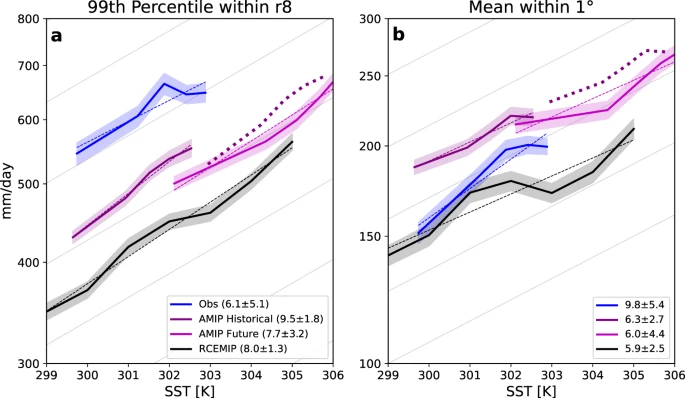 99th Percentile within r8
Mean within 1°
a
b
mm/day
800
700
600
500
400
300
299 300 301 302 303 304 305 306
SST [K]
Obs (6.1±5.1)
AMIP Historical (9.5±1.8)
AMIP Future (7.7±3.2)
RCEMIP (8.0±1.3)
300
250
200
150
100
299 300 301 302 303 304 305 306
SST [K]
9.8±5.4
6.3±2.7
6.0±4.4
5.9±2.5